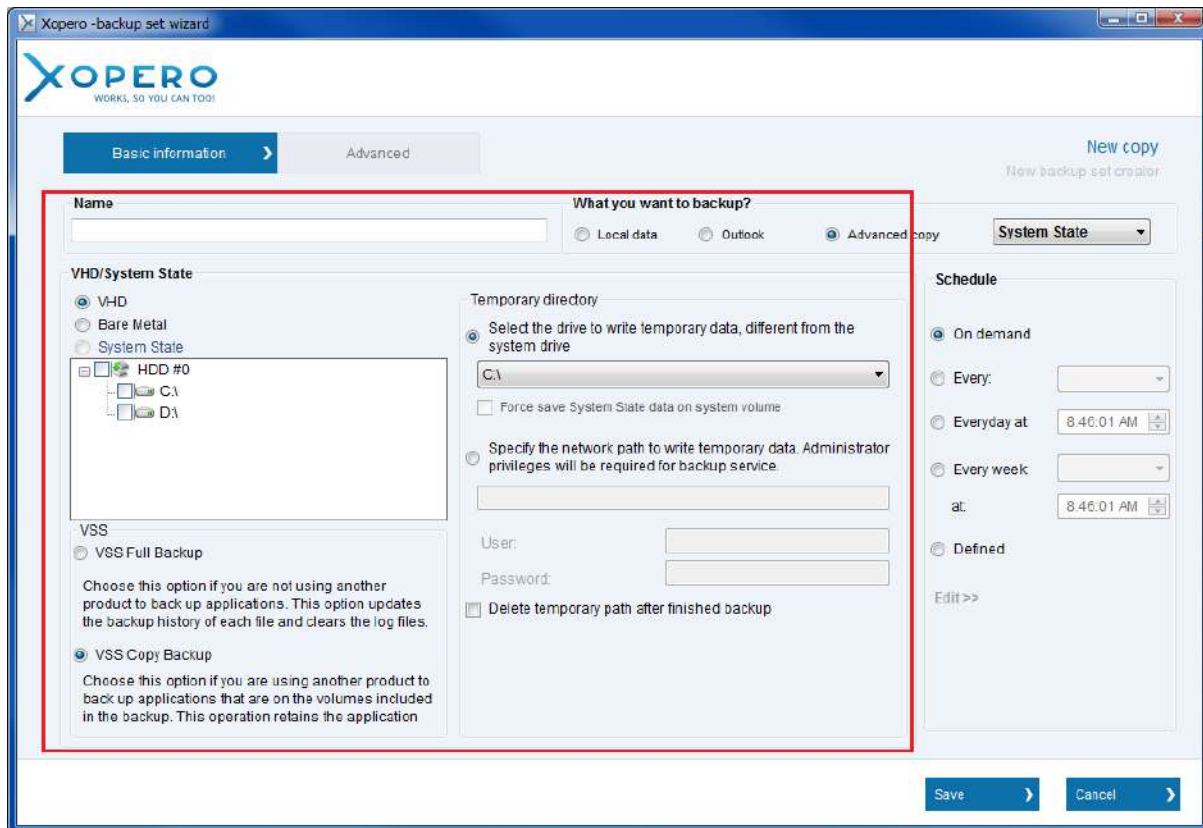 Xopero -backup set wizard
XOPERO
WORKS, SO YOU CAN TOO!
Basic information
Advanced
New copy
New backup set creator
Name
What you want to backup?
Local data
Outlook
Advanced copy
System State
VHD/System State
VHD
Bare Metal
System State
HDD #0
C:\
D:\
VSS
VSS Full Backup
Choose this option if you are not using another
product to back up applications. This option updates
the backup history of each file and clears the log files.
VSS Copy Backup
Choose this option if you are using another product to
back up applications that are on the volumes included
in the backup. This operation retains the application
Temporary directory
Select the drive to write temporary data, different from the
system drive
C:\
Force save System State data on system volume
Specify the network path to write temporary data. Administrator
privileges will be required for backup service.
User:
Password:
Delete temporary path after finished backup
Schedule
On demand
Every:
Everyday at
8:46:01 AM
Every week
at:
8:46:01 AM
Defined
Edit >>
Save
Cancel